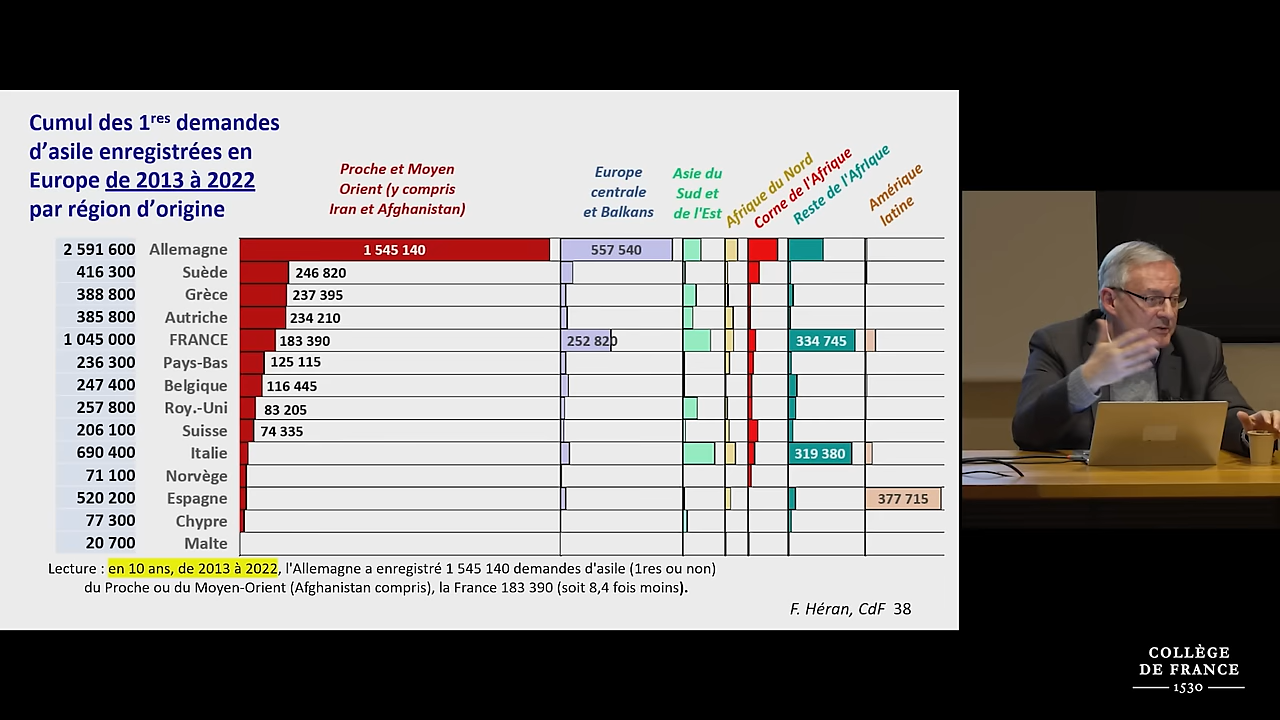 Cumul des 1res demandes
d'asile enregistrées en
Europe de 2013 à 2022
par région d'origine
Proche et Moyen
Orient (y compris
Iran et Afghanistan)
Europe
centrale
et Balkans
Asie du
Sud et
de l'Est
Afrique du Nord
Corne de l'Afrique
Reste de l'Afrique
Amérique
latine
2 591 600 Allemagne 1 545 140 557 540
416 300 Suède 246 820
388 800 Grèce 237 395
385 800 Autriche 234 210
1 045 000 FRANCE 183 390 252 820 334 745
236 300 Pays-Bas 125 115
247 400 Belgique 116 445
257 800 Roy.-Uni 83 205
206 100 Suisse 74 335
690 400 Italie 319 380
71 100 Norvège
520 200 Espagne 377 715
77 300 Chypre
20 700 Malte
Lecture : en 10 ans, de 2013 à 2022, l'Allemagne a enregistré 1 545 140 demandes d'asile (1res ou non)
du Proche ou du Moyen-Orient (Afghanistan compris), la France 183 390 (soit 8,4 fois moins).
F. Héran, CdF 38
COLLÈGE
DE FRANCE
1530